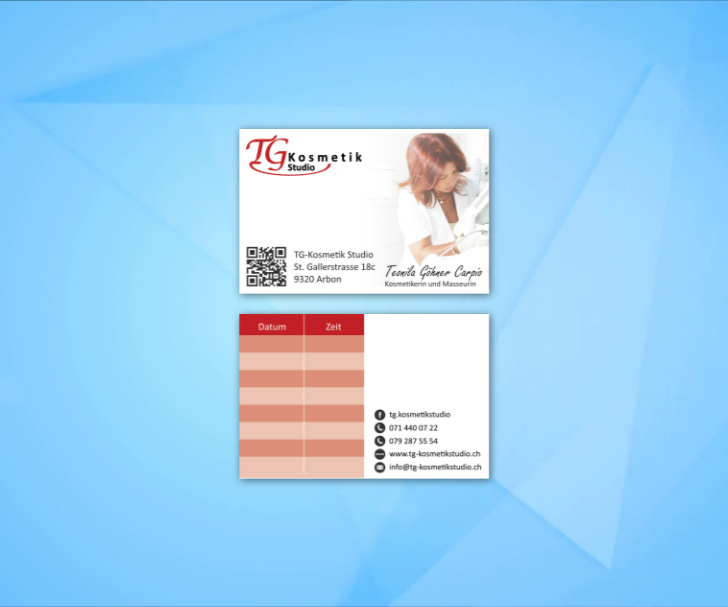 TG Kosmetik
Studio
TG-Kosmetik Studio
St. Gallerstrasse 18c
9320 Arbon
Teonila Göhner Carpio
Kosmetikerin und Masseurin
Datum Zeit
tg.kosmetikstudio
071 440 07 22
079 287 55 54
www.tg-kosmetikstudio.ch
info@tg-kosmetikstudio.ch